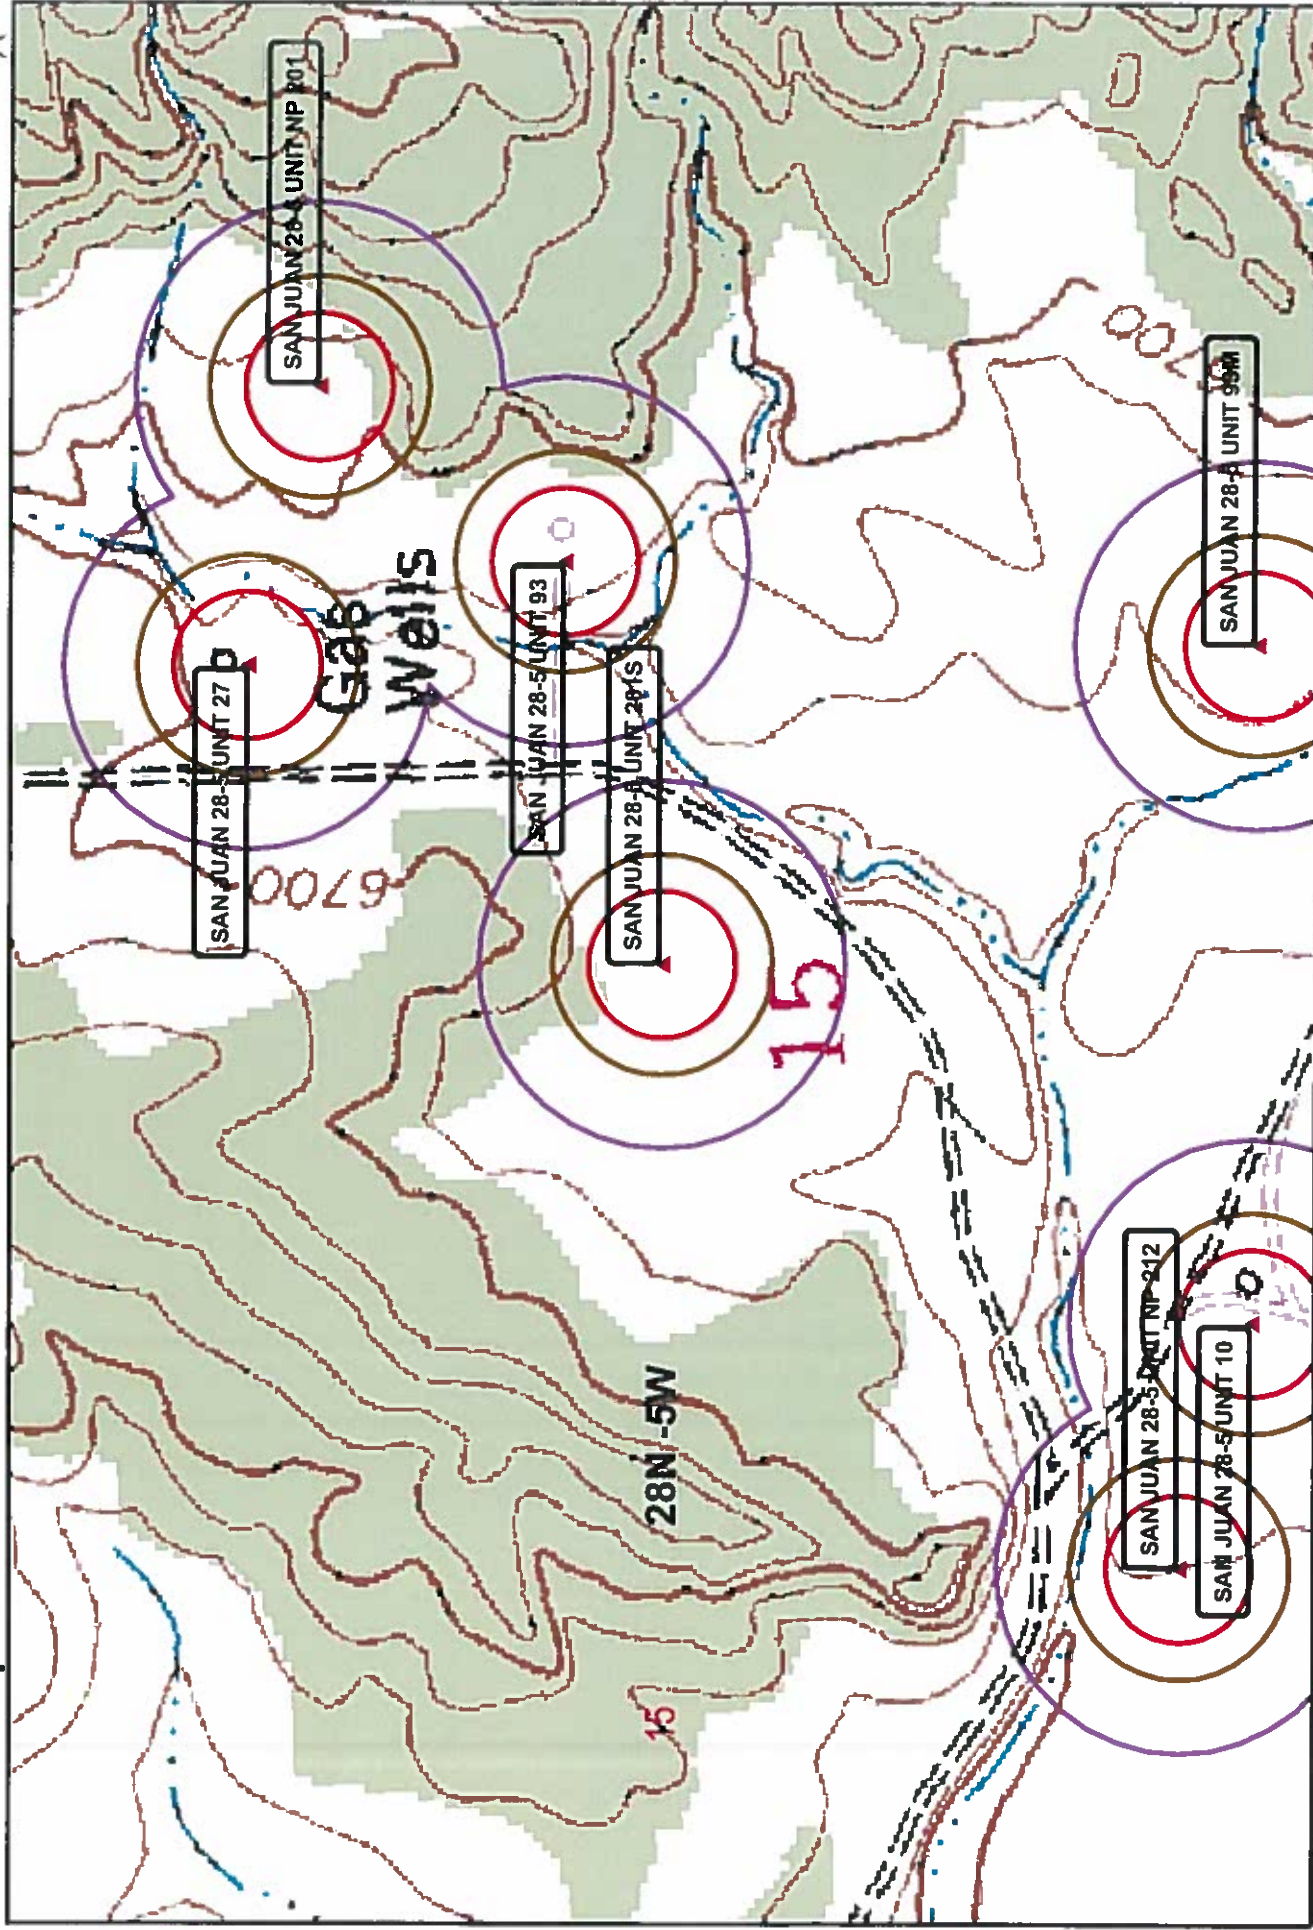 SAN JUAN 28-5 UNIT NP 201
SAN JUAN 28-5 UNIT 27
Gas
Wells
SAN JUAN 28-5 UNIT 93
SAN JUAN 28-5 UNIT 201S
6700
15
28N -5W
15
SAN JUAN 28-5 UNIT 99M
SAN JUAN 28-5 UNIT NP 212
SAN JUAN 28-5 UNIT 10